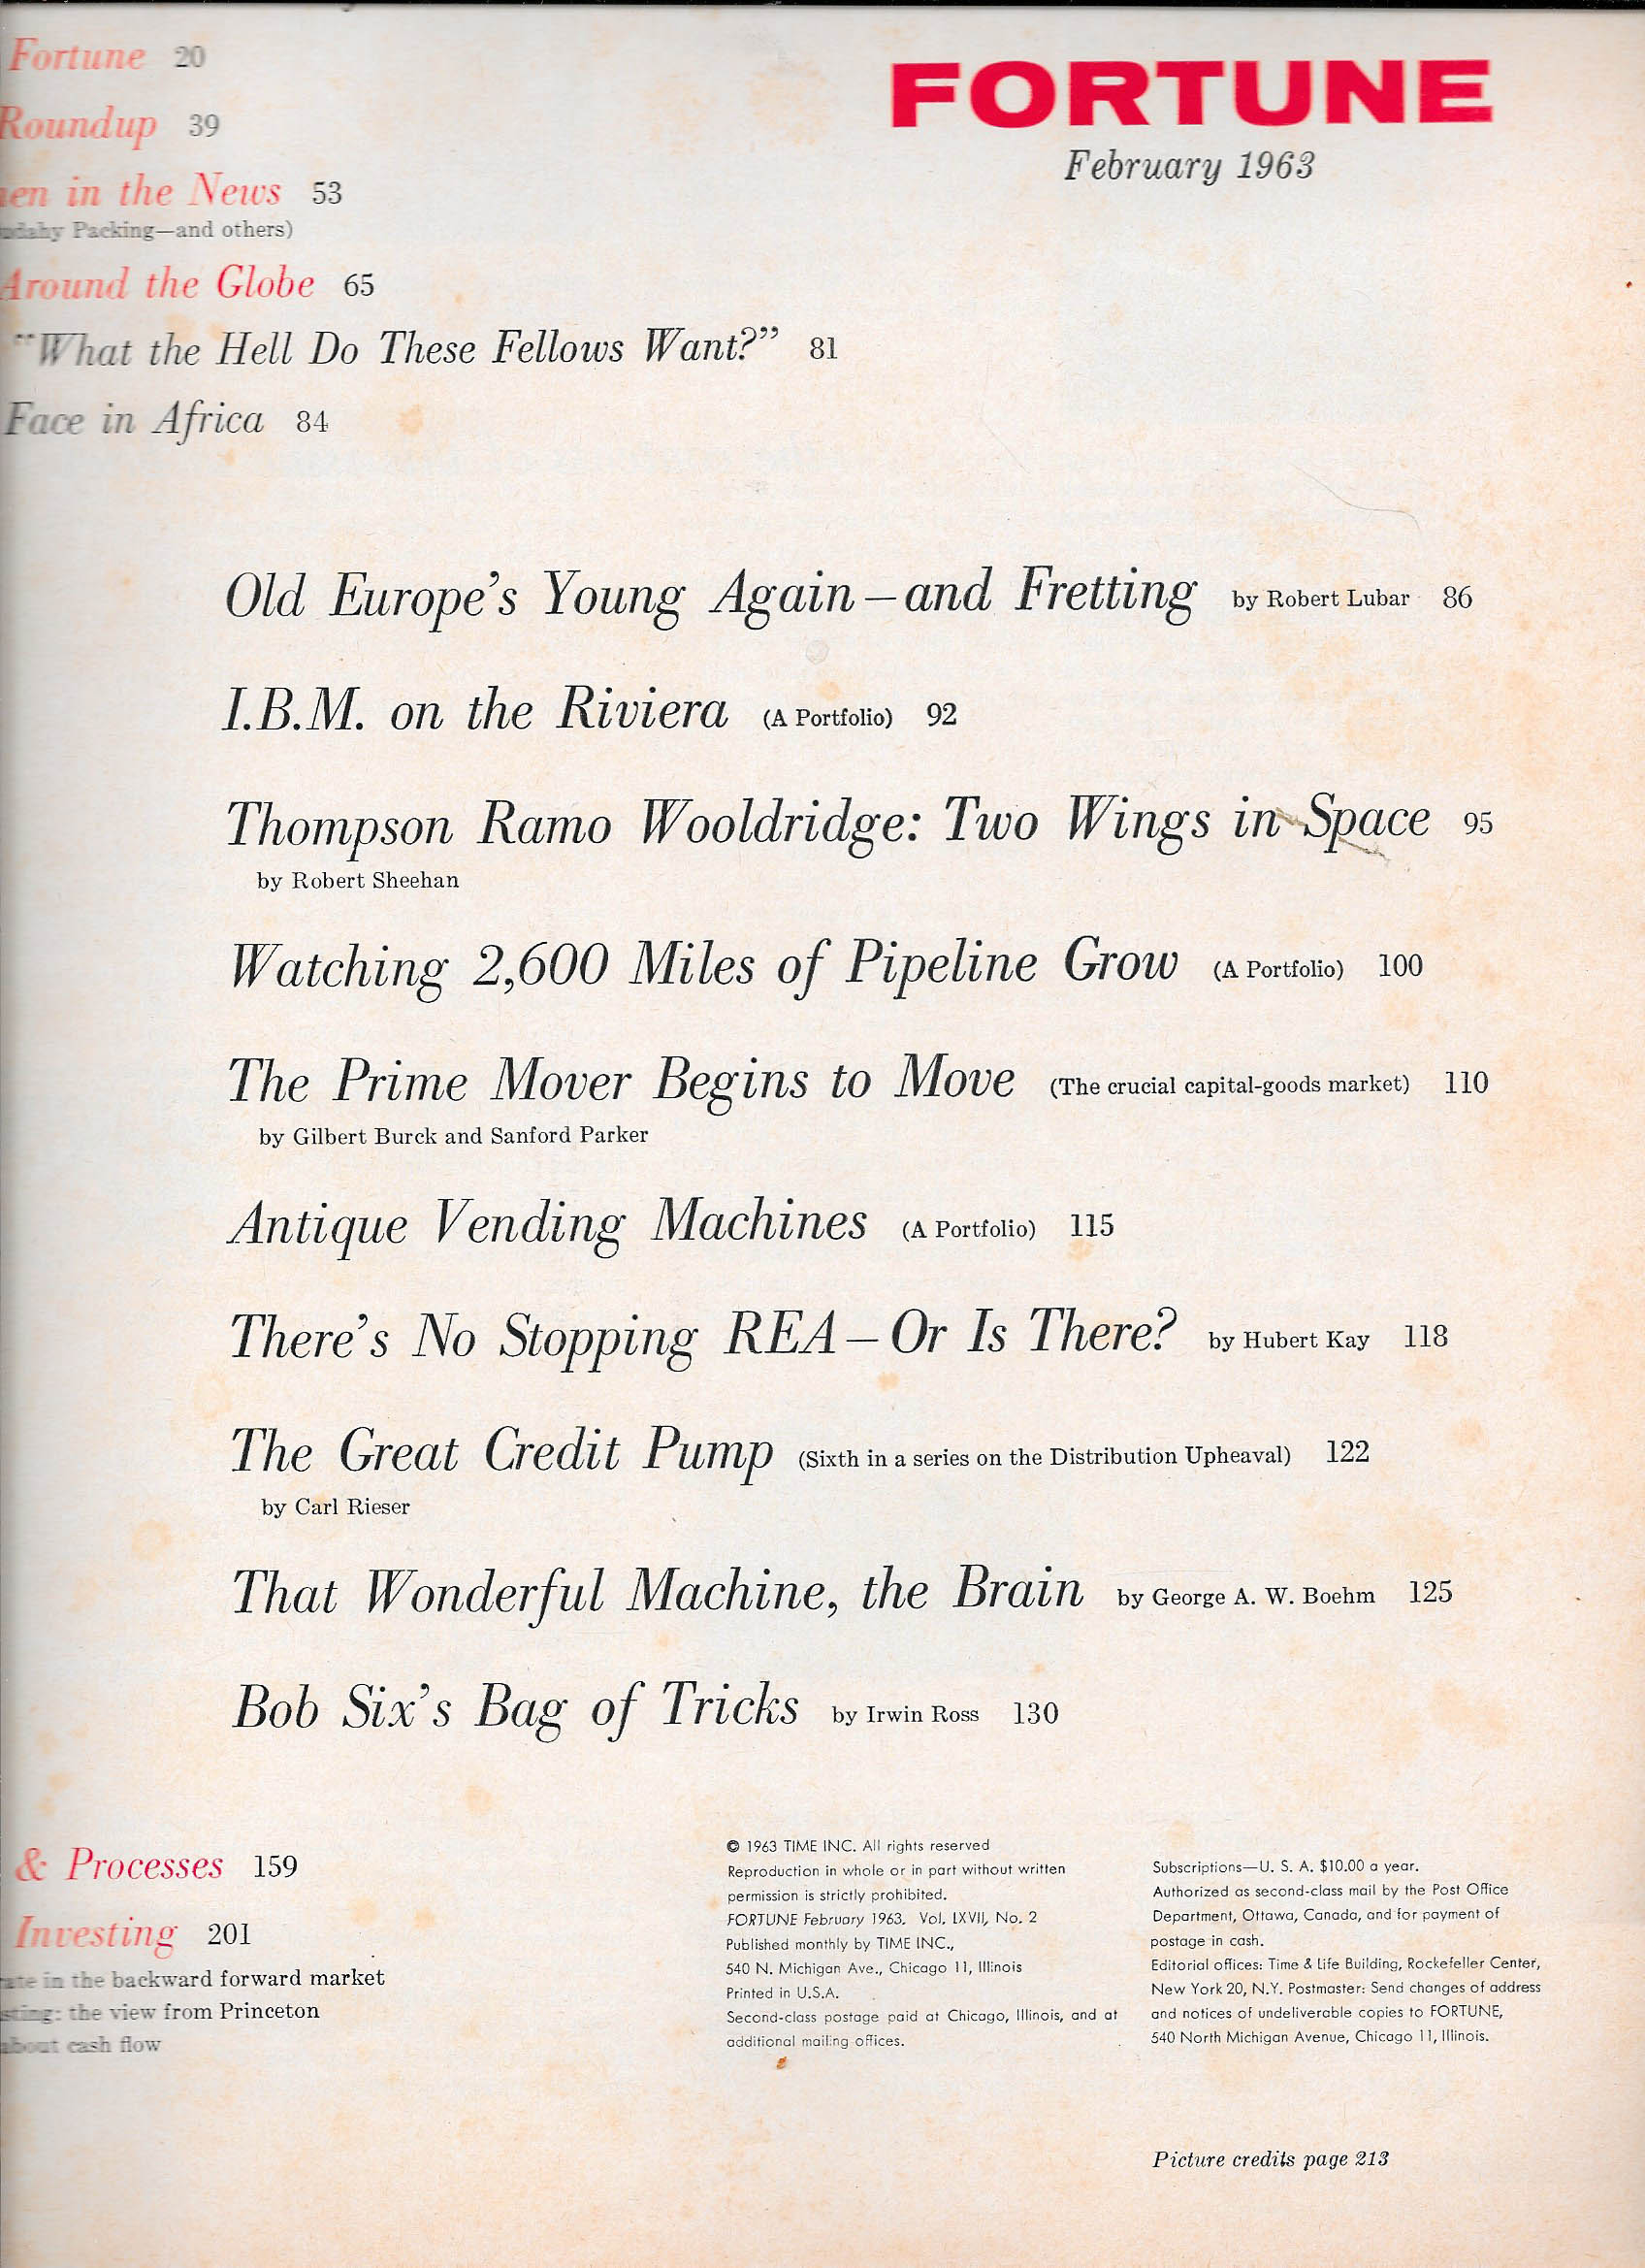 Fortune 20
FORTUNE
February 1963
Roundup 39
in the News 53
Packing—and others)
Around the Globe 65
“What the Hell Do These Fellows Want?” 81
Face in Africa 84
Old Europe’s Young Again—and Fretting by Robert Lubar 86
I.B.M. on the Riviera (A Portfolio) 92
Thompson Ramo Wooldridge: Two Wings in Space 95
by Robert Sheehan
Watching 2,600 Miles of Pipeline Grow (A Portfolio) 100
The Prime Mover Begins to Move (The crucial capital-goods market) 110
by Gilbert Burck and Sanford Parker
Antique Vending Machines (A Portfolio) 115
There’s No Stopping REA—Or Is There? by Hubert Kay 118
The Great Credit Pump (Sixth in a series on the Distribution Upheaval) 122
by Carl Rieser
That Wonderful Machine, the Brain by George A. W. Boehm 125
Bob Six’s Bag of Tricks by Irwin Ross 130
& Processes 159
Investing 201
in the backward forward market
the view from Princeton
about cash flow
© 1963 TIME INC. All rights reserved
Reproduction in whole or in part without written
permission is strictly prohibited.
FORTUNE February 1963. Vol. LXVII, No. 2
Published monthly by TIME INC.,
540 N. Michigan Ave., Chicago 11, Illinois
Printed in U.S.A.
Second-class postage paid at Chicago, Illinois, and at
additional mailing offices.
Subscriptions—U. S. A. $10.00 a year.
Authorized as second-class mail by the Post Office
Department, Ottawa, Canada, and for payment of
postage in cash.
Editorial offices: Time & Life Building, Rockefeller Center,
New York 20, N.Y. Postmaster: Send changes of address
and notices of undeliverable copies to FORTUNE,
540 North Michigan Avenue, Chicago 11, Illinois.
Picture credits page 213